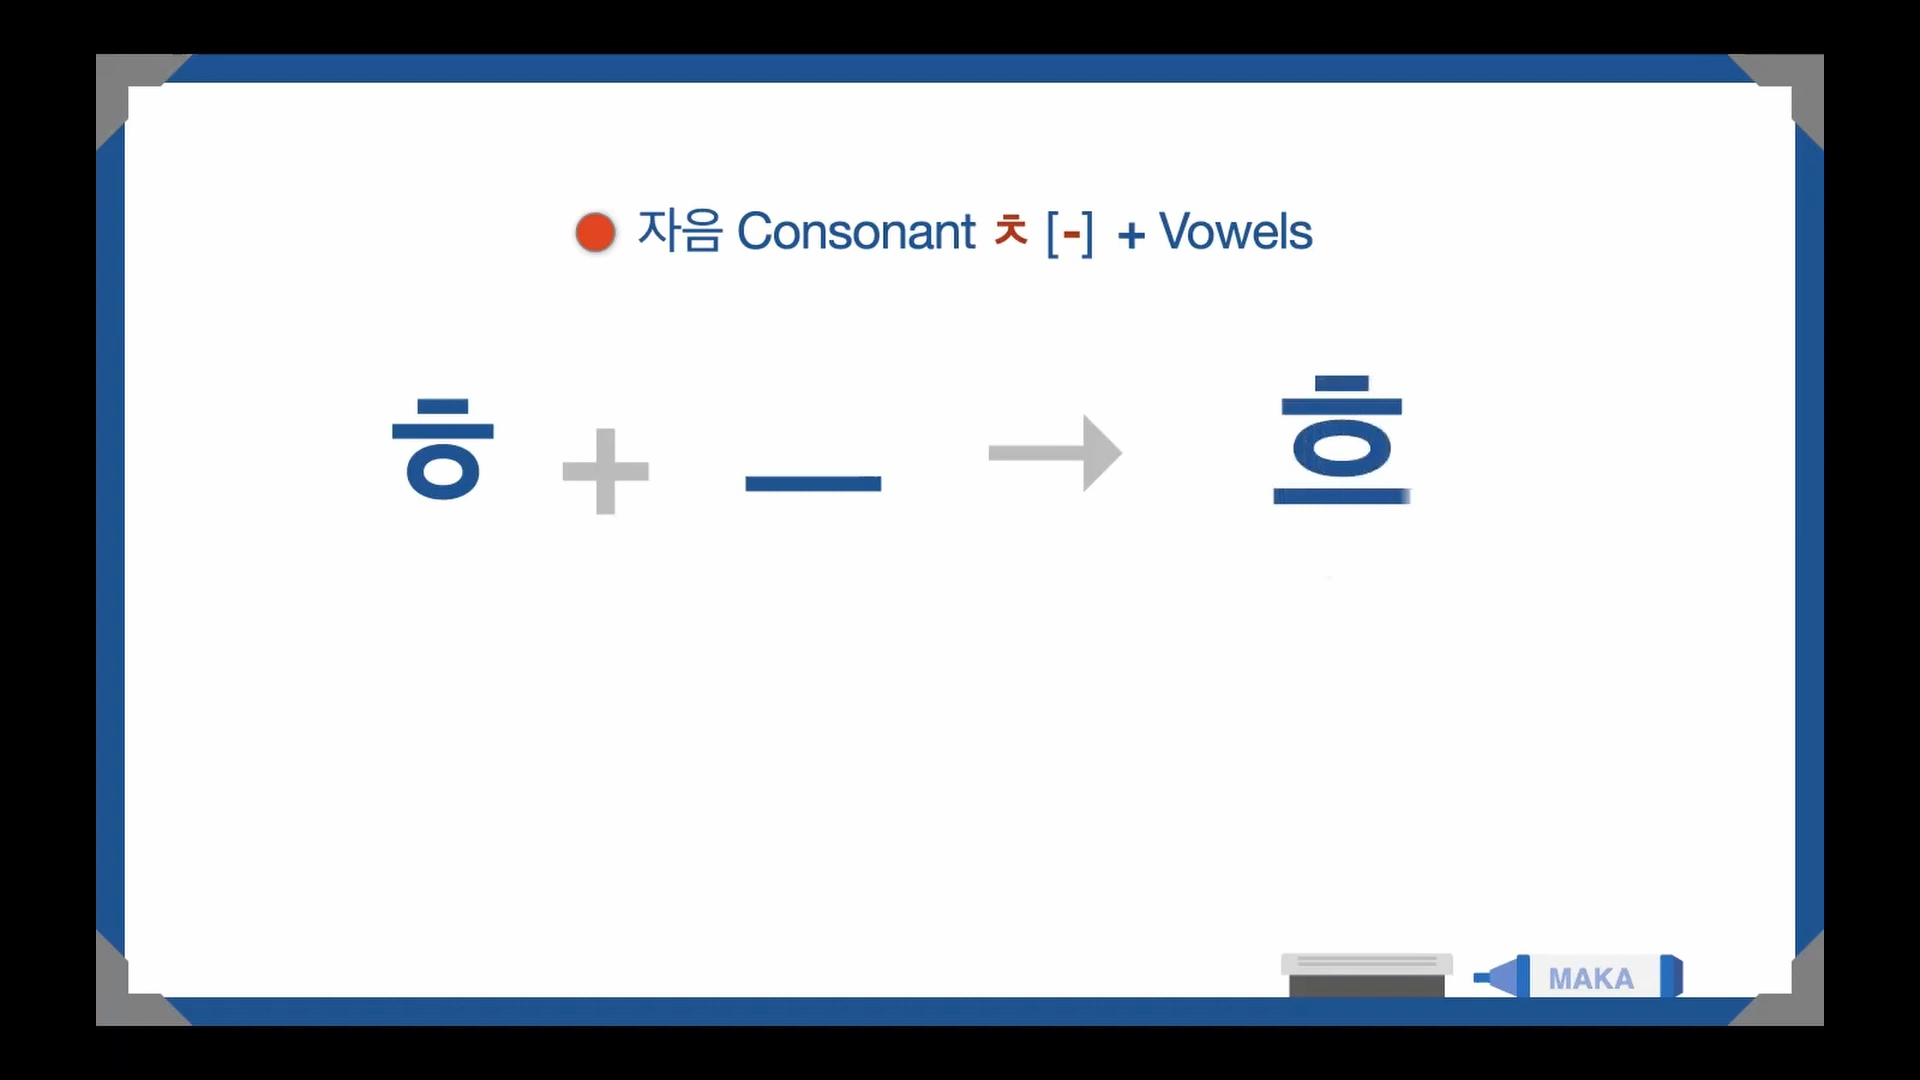 자음 Consonant ㅊ [-] + Vowels
ㅎ + ㅡ → 흐
MAKA